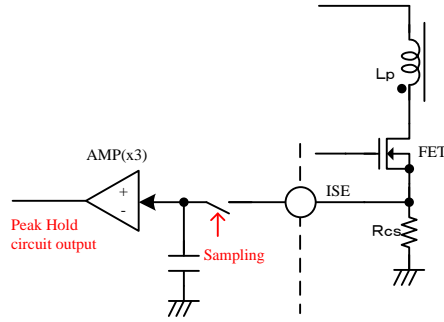 Lp
AMP(x3)
FET
+
-
ISE
Peak Hold
circuit output
Sampling
Rcs